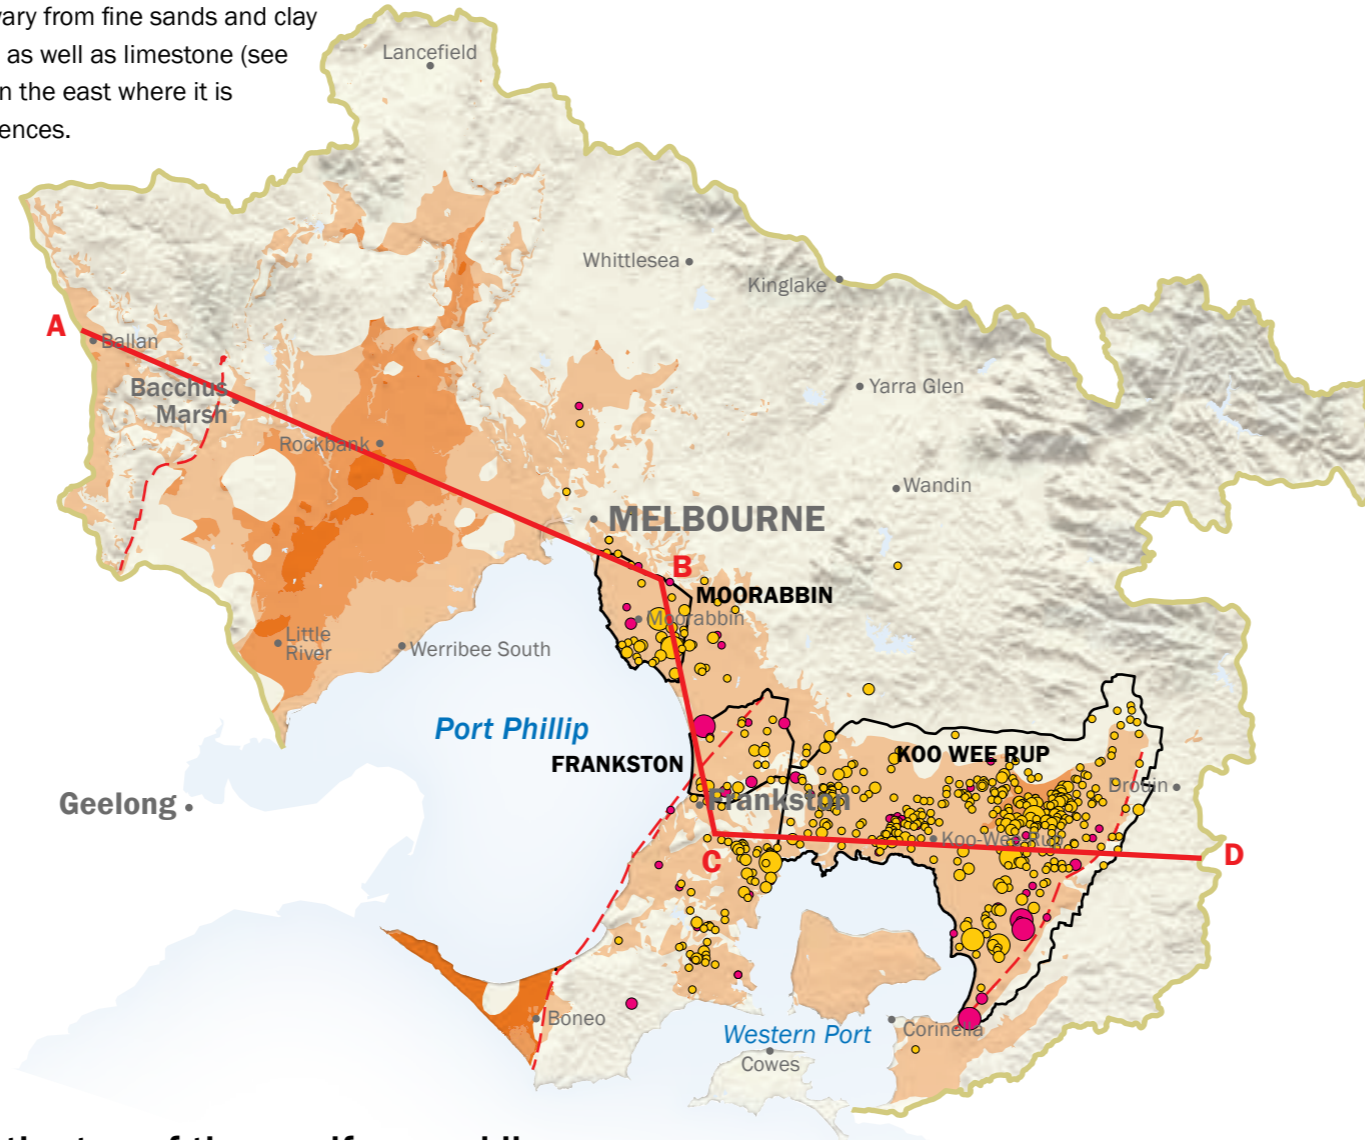 vary from fine sands and clay
as well as limestone (see
n the east where it is
ences.
Lancefield
Whittlesea
Kinglake
A
Ballan
Bacchus
Marsh
Yarra Glen
Rockbank
Wandin
MELBOURNE
B
MOORABBIN
Moorabbin
Little
River
Werribee South
Port Phillip
FRANKSTON
KOO WEE RUP
Drouin
Geelong
Frankston
Koo-Wee-Rup
C
D
Boneo
Western Port
Corinella
Cowes